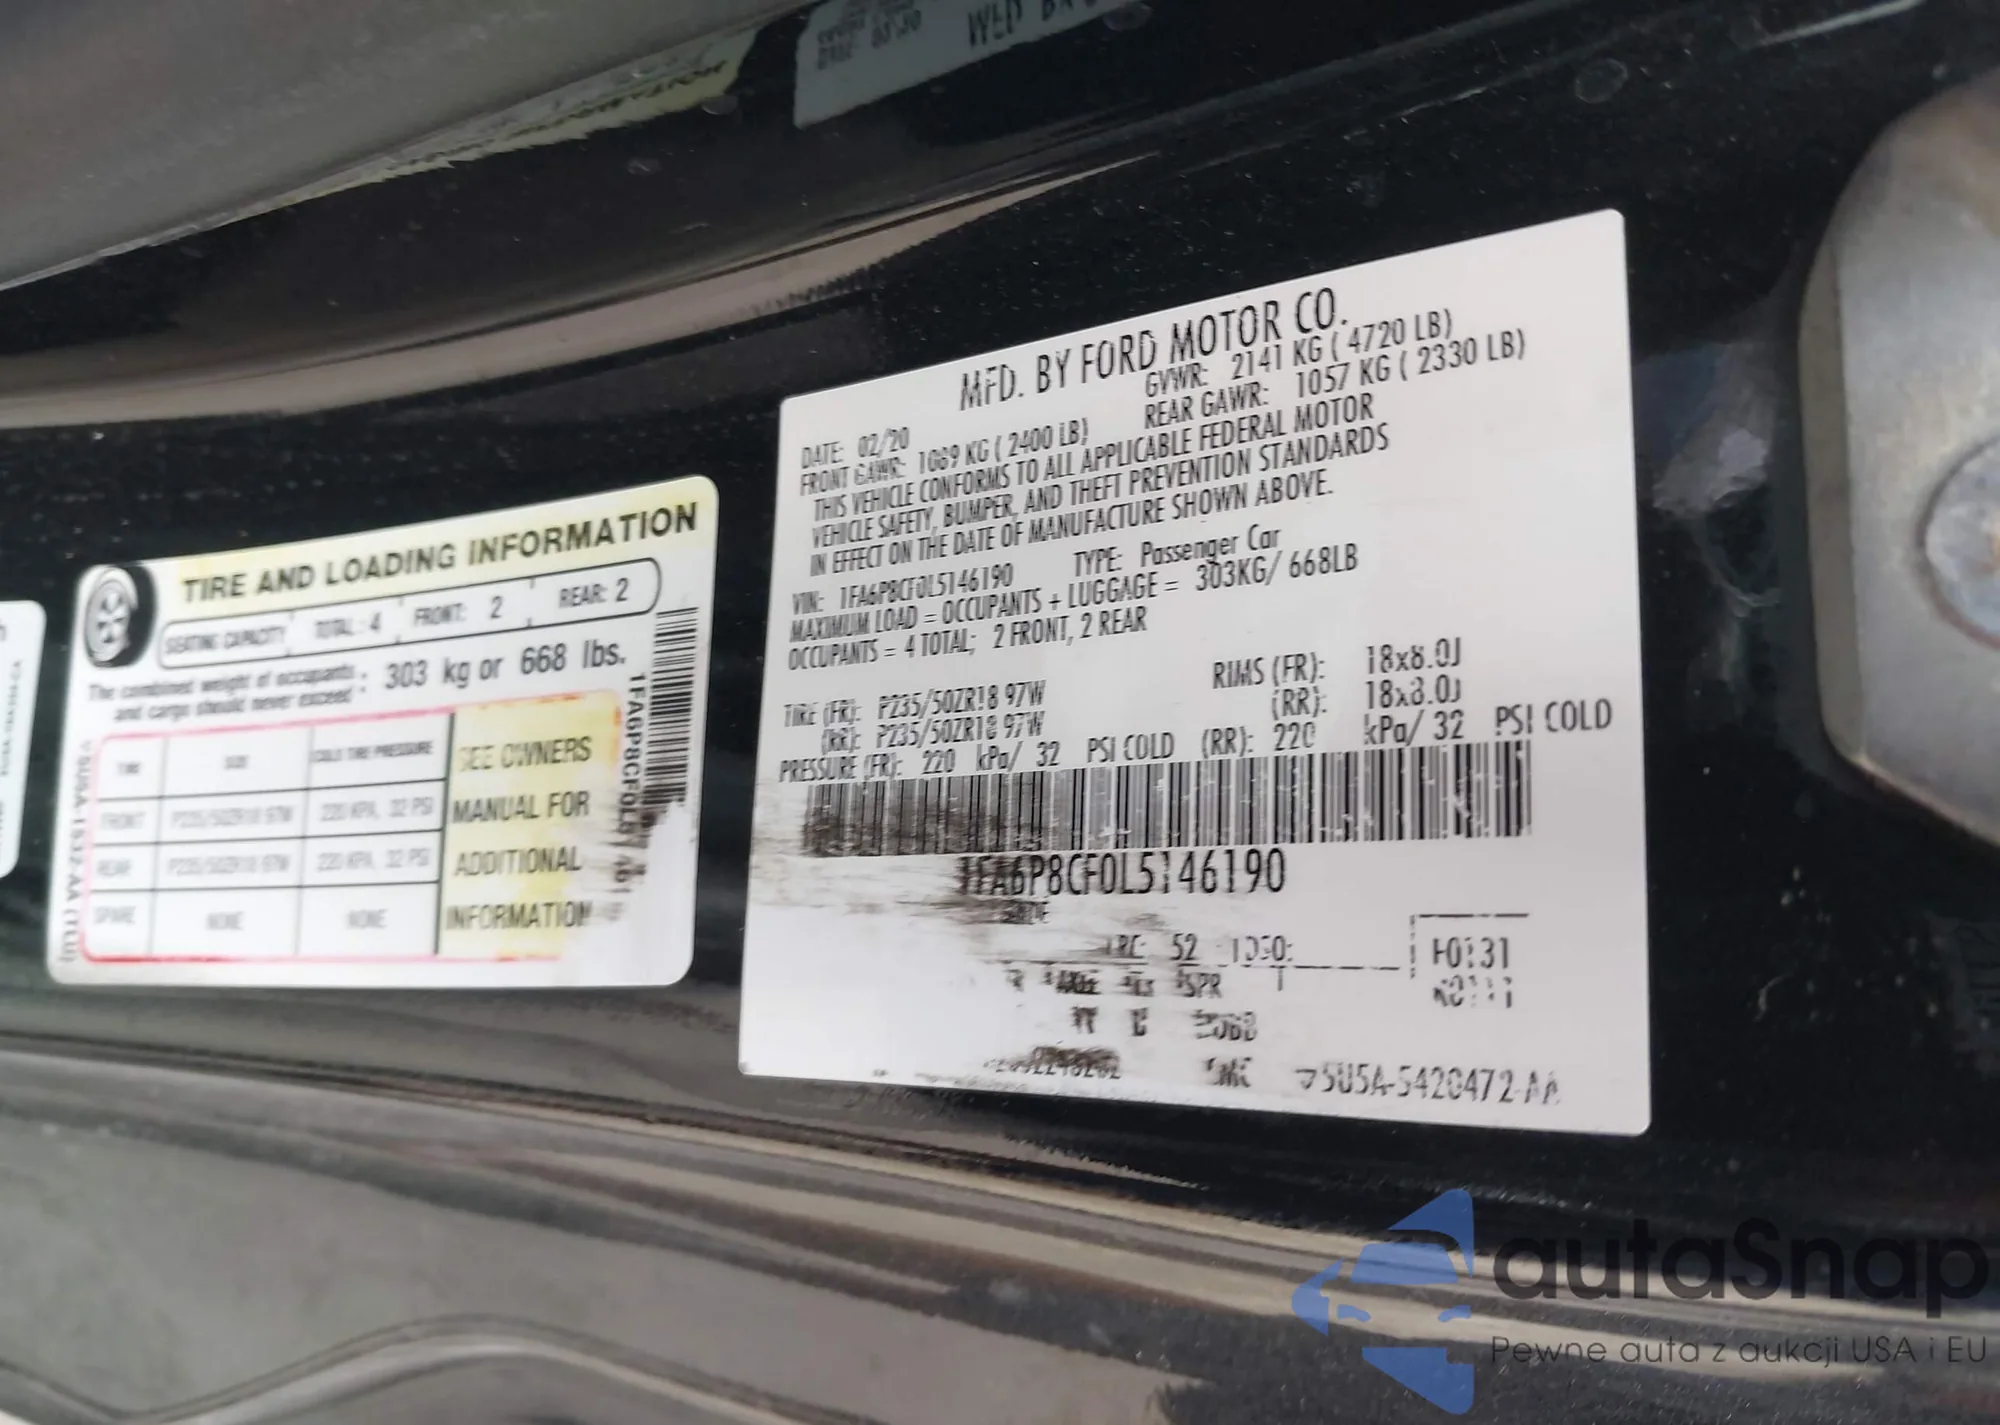 TIRE AND LOADING INFORMATION
SEATING CAPACITY TOTAL : 4 FRONT: 2 REAR: 2
The combined weight of occupants and cargo should never exceed : 303 kg or 668 lbs.
TIRE SIZE COLD TIRE PRESSURE
FRONT P235/50ZR18 97W 220 KPA, 32 PSI
REAR P235/50ZR18 97W 220 KPA, 32 PSI
SPARE NONE NONE
SEE OWNERS
MANUAL FOR
ADDITIONAL
INFORMATION
MFD. BY FORD MOTOR CO.
DATE: 02/20 GVWR: 2141 KG ( 4720 LB)
FRONT GAWR: 1089 KG ( 2400 LB) REAR GAWR: 1057 KG ( 2330 LB)
THIS VEHICLE CONFORMS TO ALL APPLICABLE FEDERAL MOTOR
VEHICLE SAFETY, BUMPER, AND THEFT PREVENTION STANDARDS
IN EFFECT ON THE DATE OF MANUFACTURE SHOWN ABOVE.
VIN: 1FA6P8CF0L5146190 TYPE: Passenger Car
MAXIMUM LOAD = OCCUPANTS + LUGGAGE = 303KG/ 668LB
OCCUPANTS = 4 TOTAL; 2 FRONT, 2 REAR
TIRE (FR): P235/50ZR18 97W RIMS (FR): 18x8.0J
(RR): P235/50ZR18 97W (RR): 18x8.0J
PRESSURE (FR): 220 kPa/ 32 PSI COLD (RR): 220 kPa/ 32 PSI COLD
1FA6P8CF0L5146190
52
F0131
SPR
5U5A-5420472-AA
autaSnap
Pewne auta z aukcji USA i EU